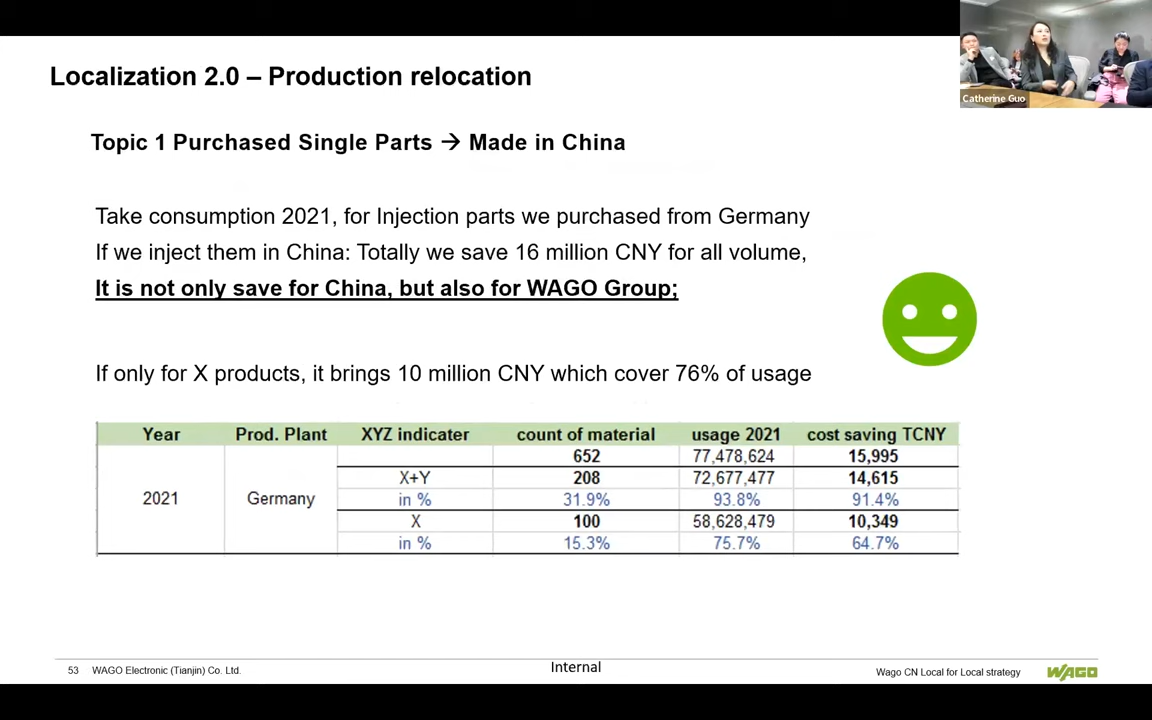 Catherine Guo
Localization 2.0 – Production relocation
Topic 1 Purchased Single Parts → Made in China
Take consumption 2021, for Injection parts we purchased from Germany
If we inject them in China: Totally we save 16 million CNY for all volume,
It is not only save for China, but also for WAGO Group;
If only for X products, it brings 10 million CNY which cover 76% of usage
Year Prod. Plant XYZ indicater count of material usage 2021 cost saving TCNY
652 77,478,624 15,995
X+Y 208 72,677,477 14,615
2021 Germany in % 31.9% 93.8% 91.4%
X 100 58,628,479 10,349
in % 15.3% 75.7% 64.7%
53 WAGO Electronic (Tianjin) Co. Ltd. Internal Wago CN Local for Local strategy WAGO